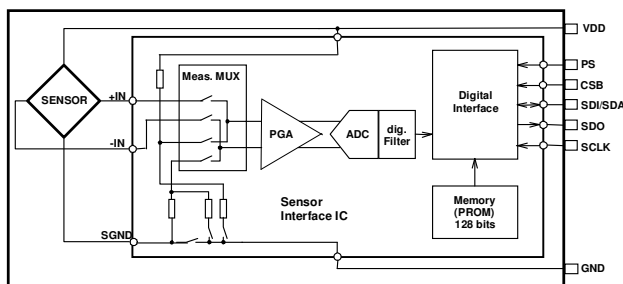 VDD
Meas. MUX
PS
SENSOR
+IN
CSB
Digital
Interface
SDI/SDA
PGA
ADC
dig.
Filter
SDO
-IN
SCLK
Sensor
Interface IC
Memory
(PROM)
128 bits
SGND
GND